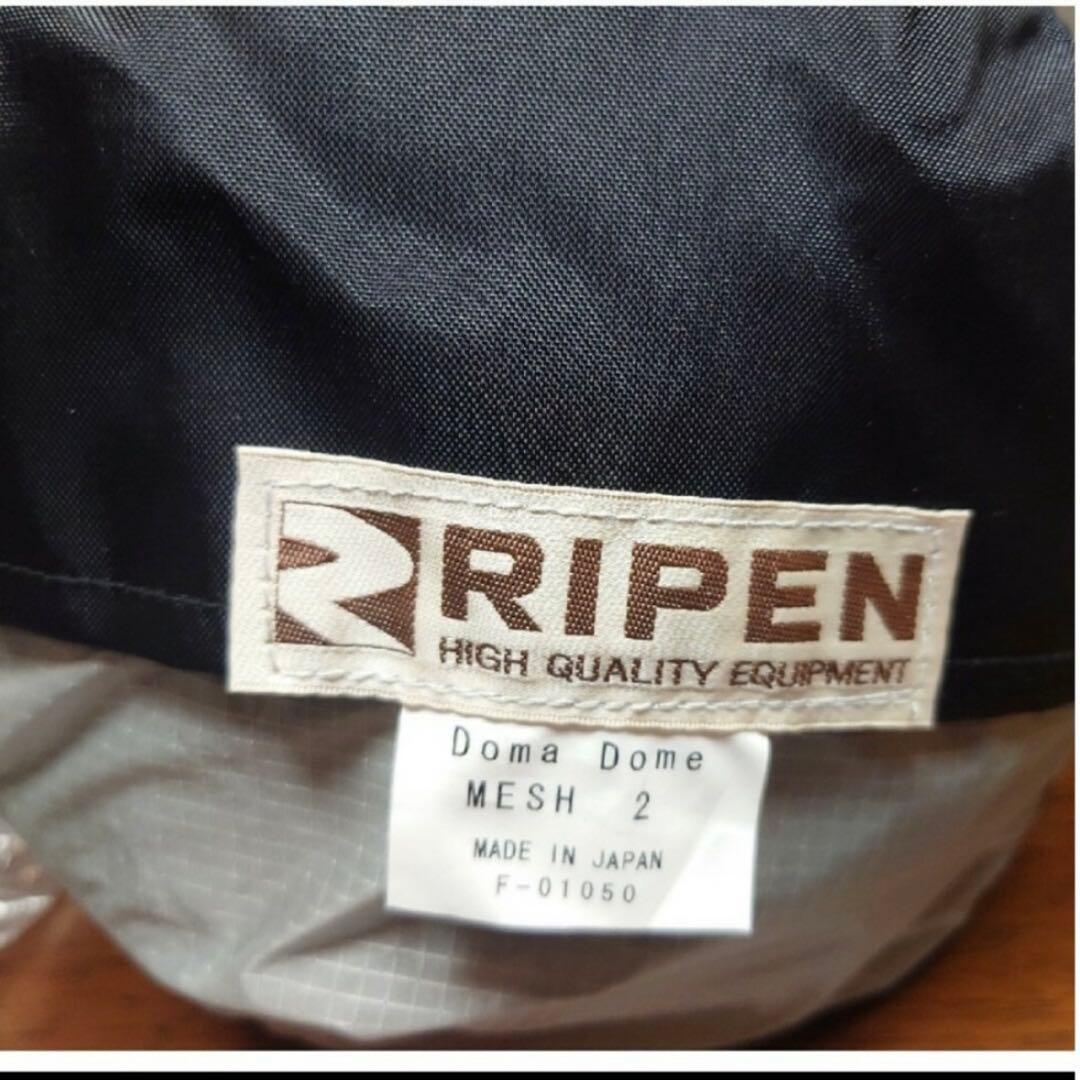 RIPEN
HIGH QUALITY EQUIPMENT
Doma Dome
MESH 2
MADE IN JAPAN
F-01050